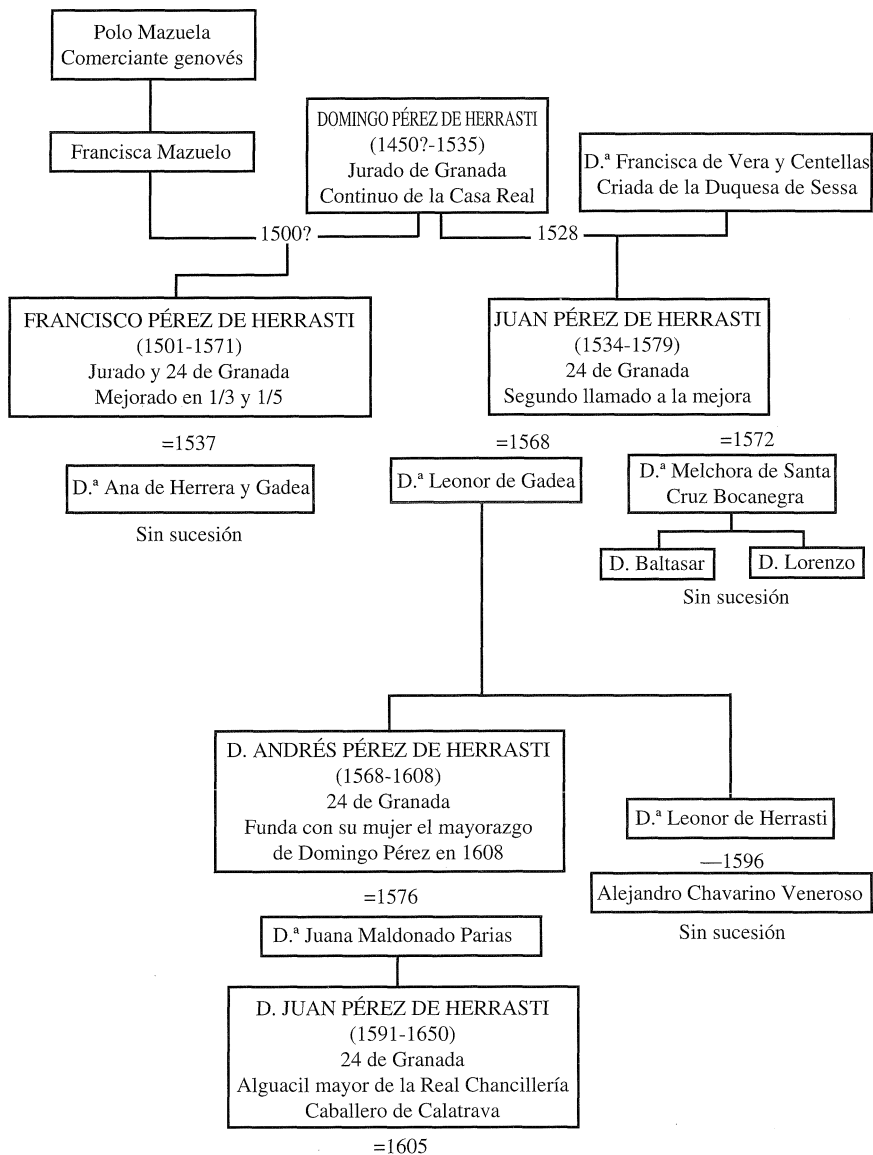 Polo Mazuela
Comerciante genovés
Francisca Mazuelo
DOMINGO PÉREZ DE HERRASTI
(1450?-1535)
Jurado de Granada
Continuo de la Casa Real
D.ª Francisca de Vera y Centellas
Criada de la Duquesa de Sessa
1500?
1528
FRANCISCO PÉREZ DE HERRASTI
(1501-1571)
Jurado y 24 de Granada
Mejorado en 1/3 y 1/5
JUAN PÉREZ DE HERRASTI
(1534-1579)
24 de Granada
Segundo llamado a la mejora
=1537
D.ª Ana de Herrera y Gadea
Sin sucesión
=1568
D.ª Leonor de Gadea
=1572
D.ª Melchora de Santa
Cruz Bocanegra
D. Baltasar
D. Lorenzo
Sin sucesión
D. ANDRÉS PÉREZ DE HERRASTI
(1568-1608)
24 de Granada
Funda con su mujer el mayorazgo
de Domingo Pérez en 1608
D.ª Leonor de Herrasti
—1596
Alejandro Chavarino Veneroso
Sin sucesión
=1576
D.ª Juana Maldonado Parias
D. JUAN PÉREZ DE HERRASTI
(1591-1650)
24 de Granada
Alguacil mayor de la Real Chancillería
Caballero de Calatrava
=1605